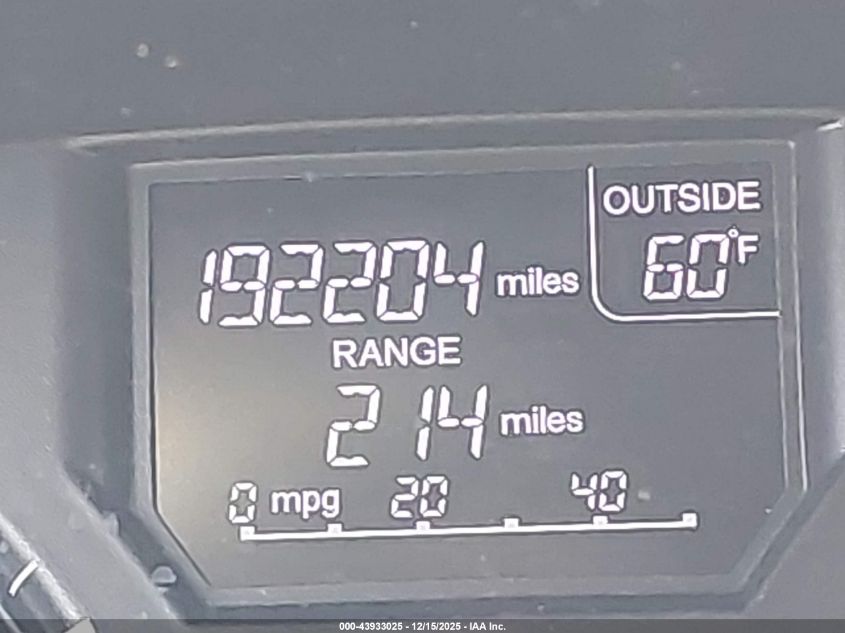 OUTSIDE
60°F
192204 miles
RANGE
214 miles
0 mpg 20 40
000-43933025 - 12/15/2025 - IAA Inc.